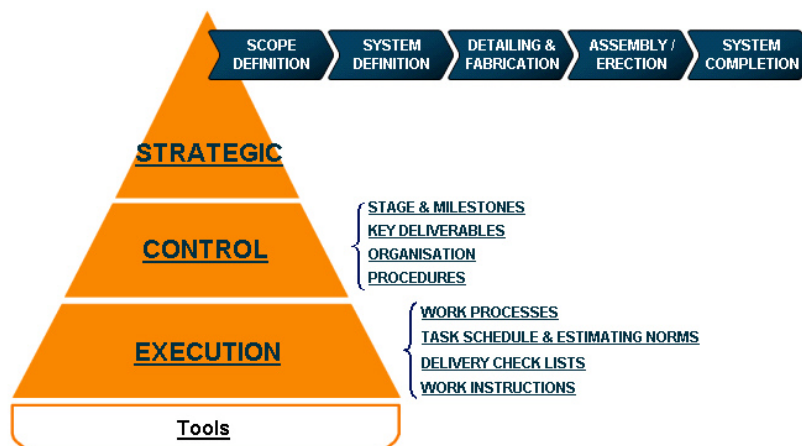 SCOPE
DEFINITION
SYSTEM
DEFINITION
DETAILING &
FABRICATION
ASSEMBLY /
ERECTION
SYSTEM
COMPLETION
STRATEGIC
CONTROL
STAGE & MILESTONES
KEY DELIVERABLES
ORGANISATION
PROCEDURES
EXECUTION
WORK PROCESSES
TASK SCHEDULE & ESTIMATING NORMS
DELIVERY CHECK LISTS
WORK INSTRUCTIONS
Tools